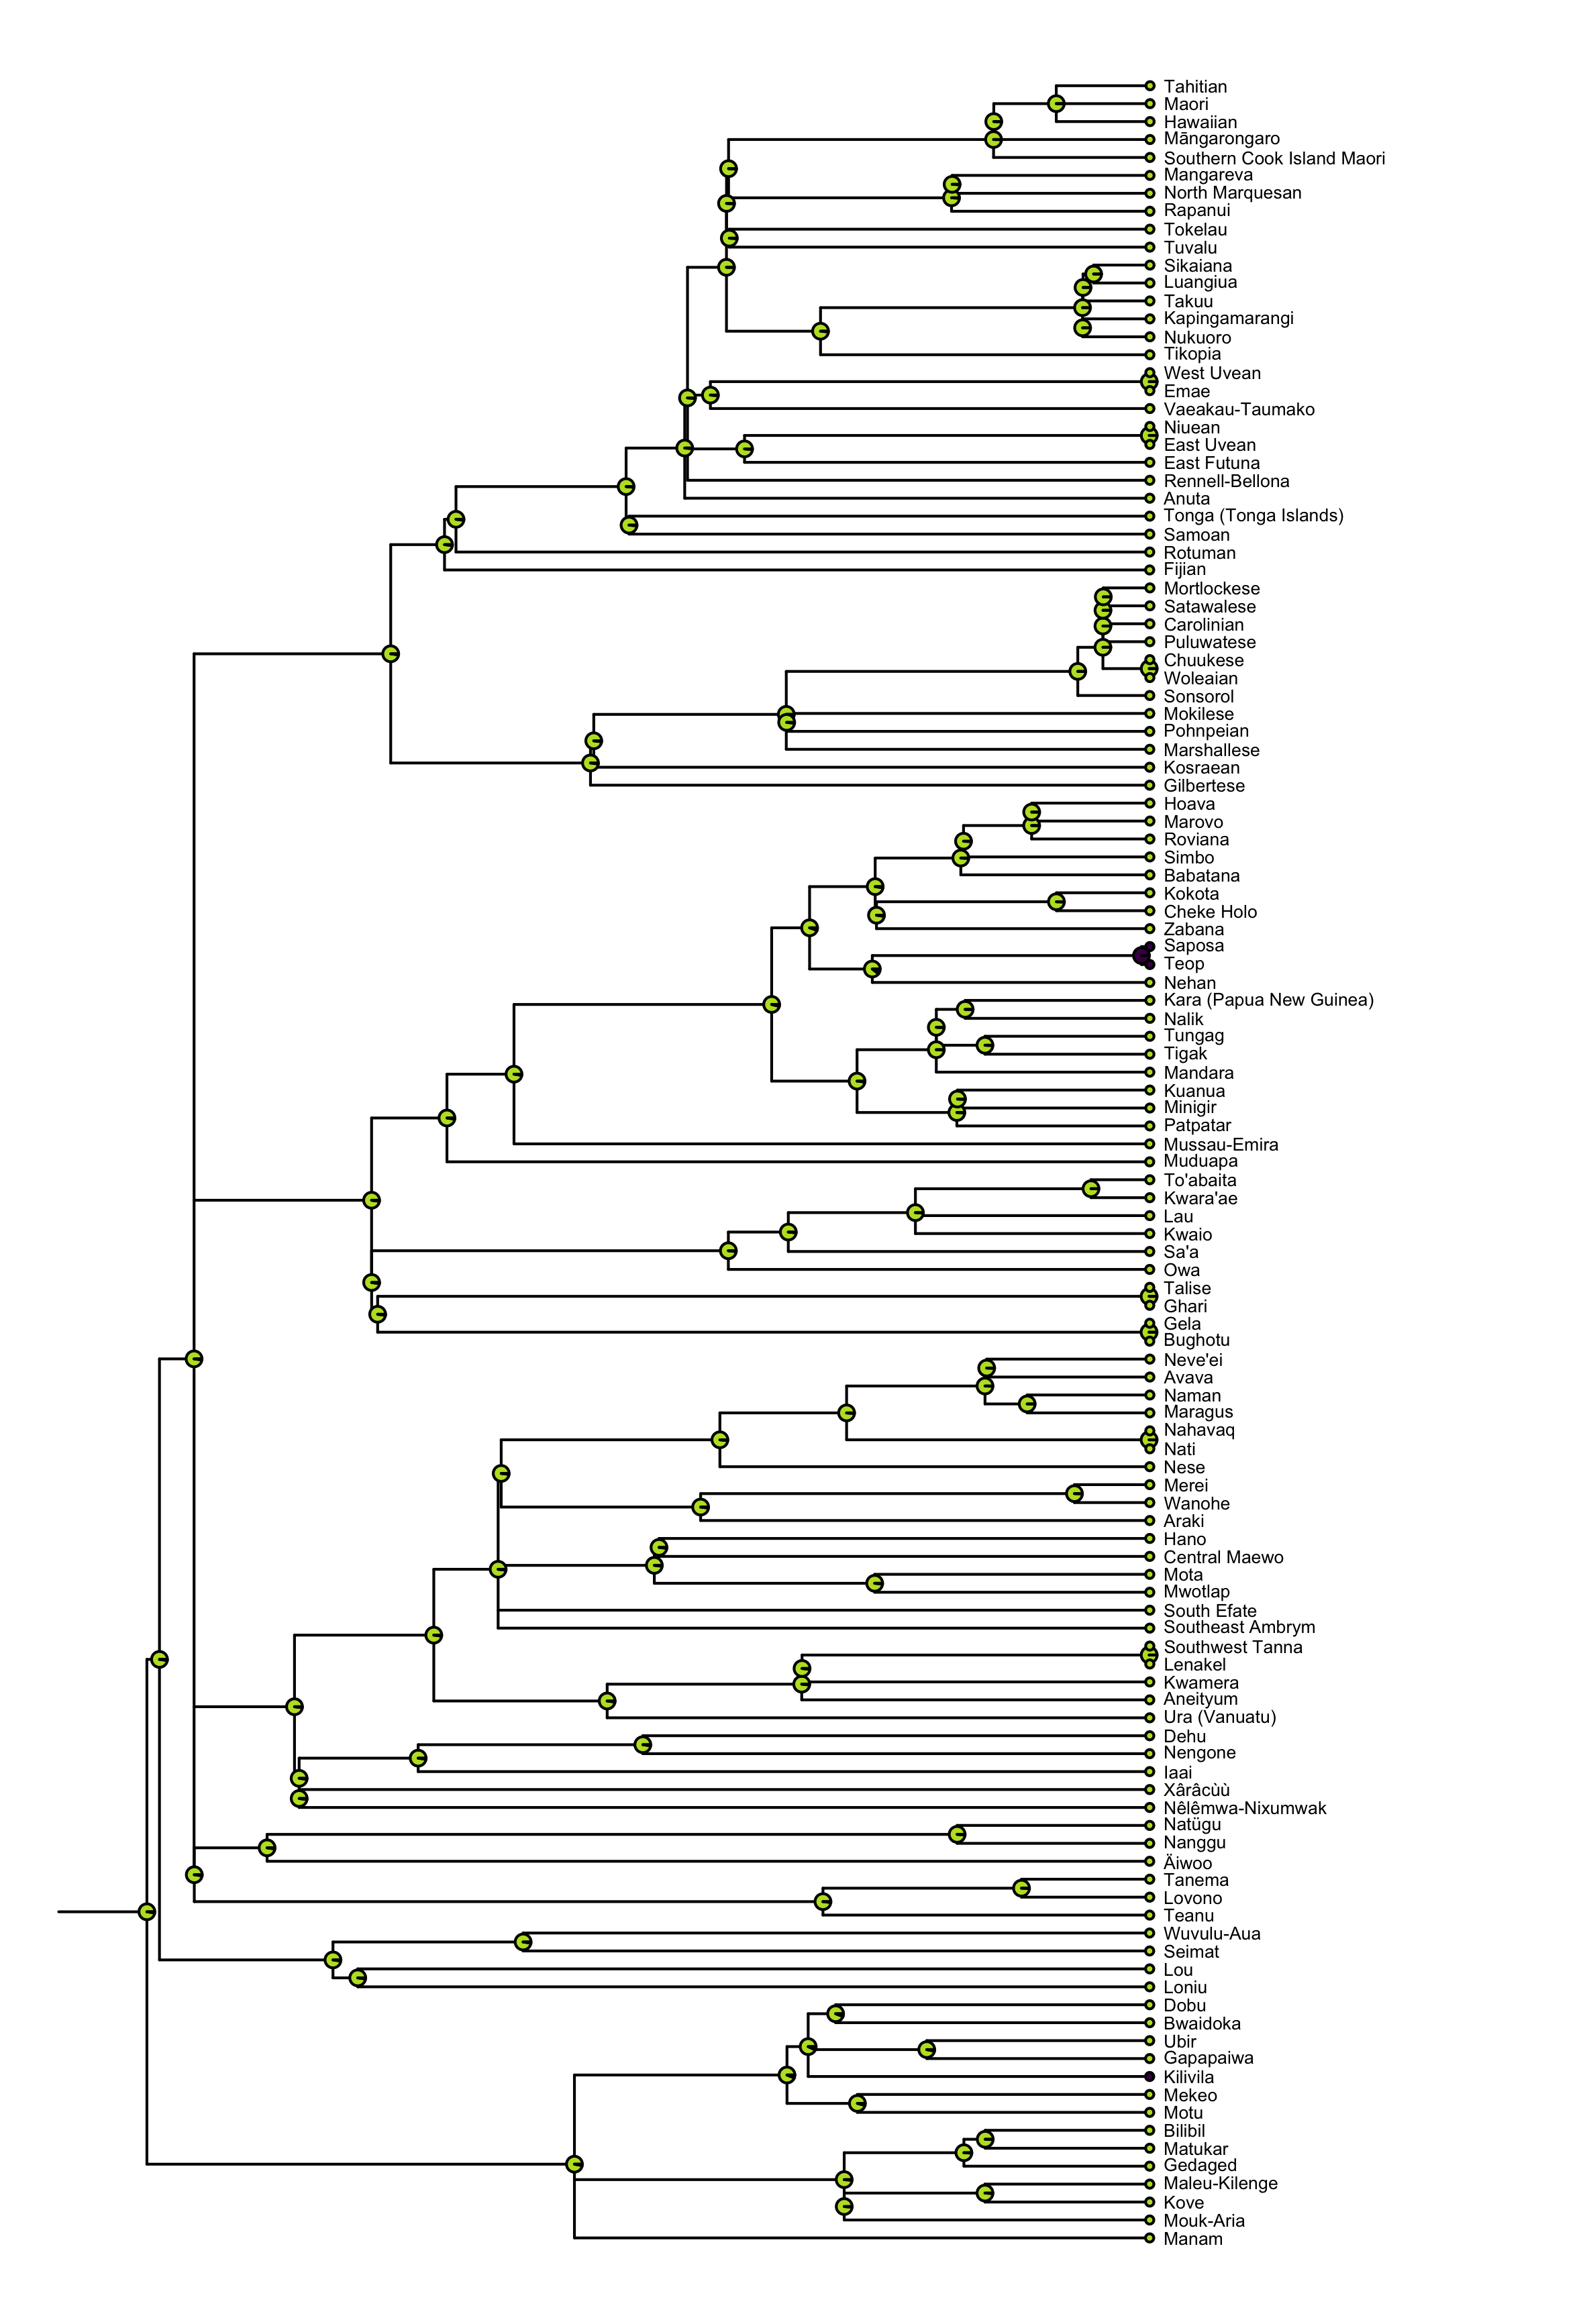 Tahitian
Maori
Hawaiian
Māngarongaro
Southern Cook Island Maori
Mangareva
North Marquesan
Rapanui
Tokelau
Tuvalu
Sikaiana
Luangiua
Takuu
Kapingamarangi
Nukuoro
Tikopia
West Uvean
Emae
Vaeakau-Taumako
Niuean
East Uvean
East Futuna
Rennell-Bellona
Anuta
Tonga (Tonga Islands)
Samoan
Rotuman
Fijian
Mortlockese
Satawalese
Carolinian
Puluwatese
Chuukese
Woleaian
Sonsorol
Mokilese
Pohnpeian
Marshallese
Kosraean
Gilbertese
Hoava
Marovo
Roviana
Simbo
Babatana
Kokota
Cheke Holo
Zabana
Saposa
Teop
Nehan
Kara (Papua New Guinea)
Nalik
Tungag
Tigak
Mandara
Kuanua
Minigir
Patpatar
Mussau-Emira
Muduapa
To'abaita
Kwara'ae
Lau
Kwaio
Sa'a
Owa
Talise
Ghari
Gela
Bughotu
Neve'ei
Avava
Naman
Maragus
Nahavaq
Nati
Nese
Merei
Wanohe
Araki
Hano
Central Maewo
Mota
Mwotlap
South Efate
Southeast Ambrym
Southwest Tanna
Lenakel
Kwamera
Aneityum
Ura (Vanuatu)
Dehu
Nengone
Iaai
Xârâcùù
Nêlêmwa-Nixumwak
Natügu
Nanggu
Äiwoo
Tanema
Lovono
Teanu
Wuvulu-Aua
Seimat
Lou
Loniu
Dobu
Bwaidoka
Ubir
Gapapaiwa
Kilivila
Mekeo
Motu
Bilibil
Matukar
Gedaged
Maleu-Kilenge
Kove
Mouk-Aria
Manam